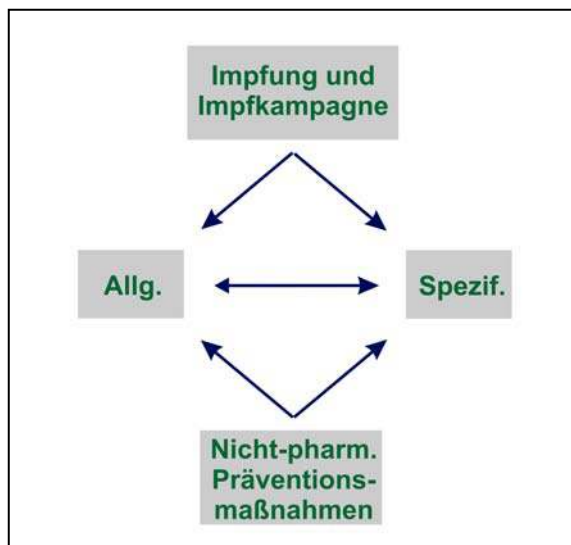 Impfung und
Impfkampagne
Allg.
Spezif.
Nicht-pharm.
Präventions-
maßnahmen